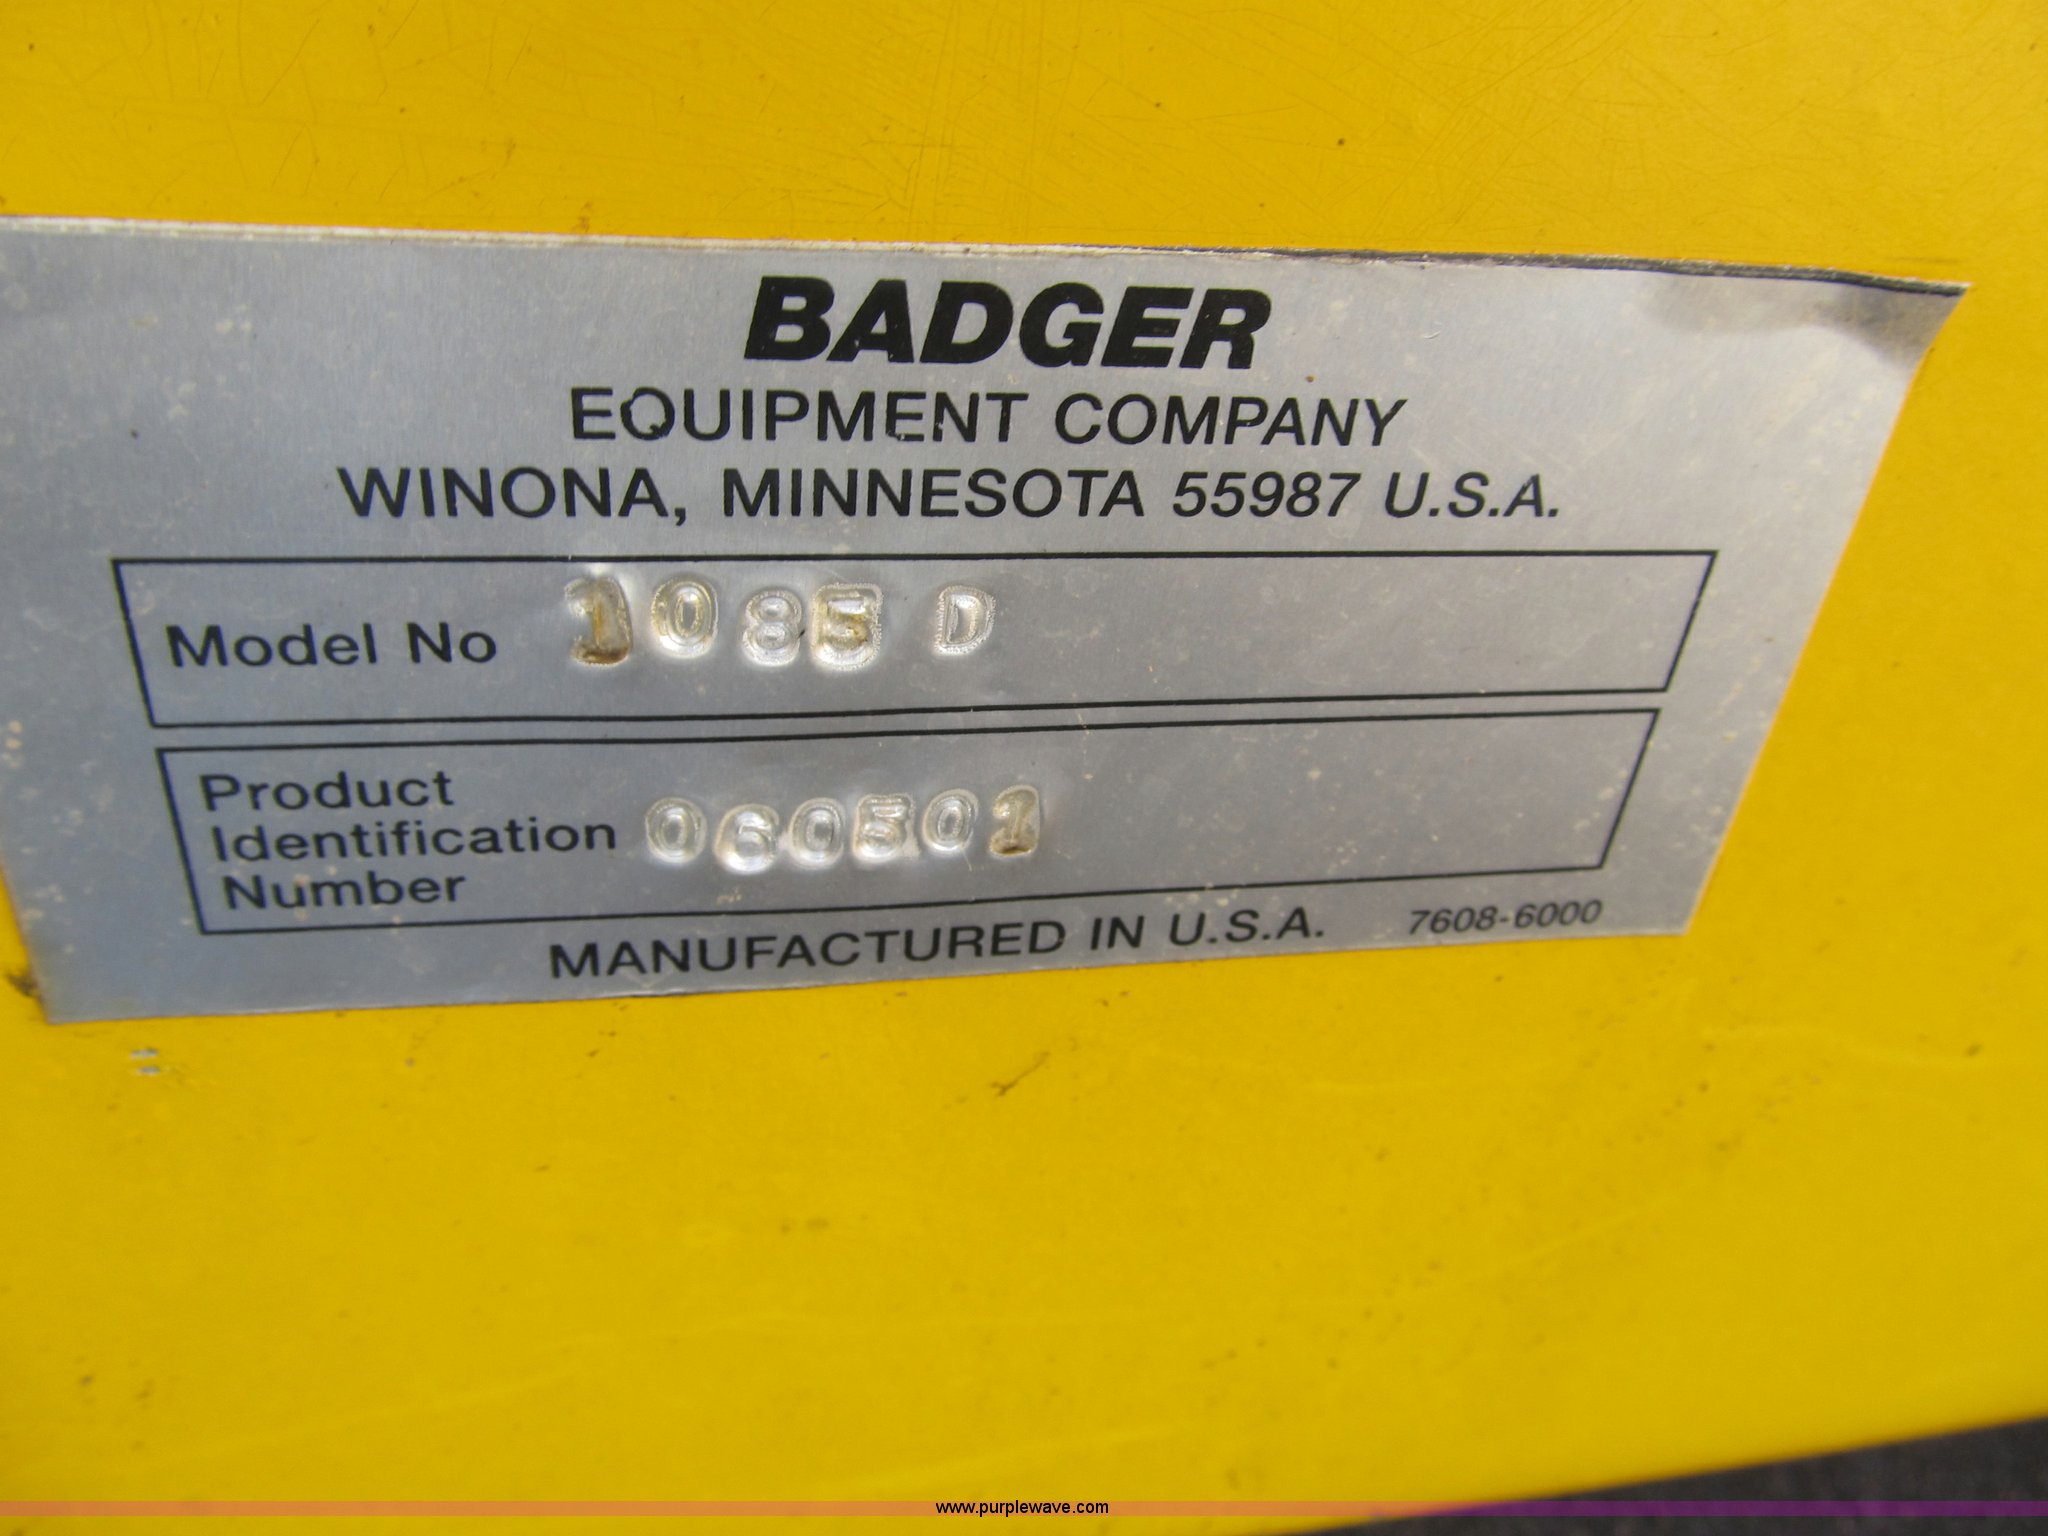 BADGER
EQUIPMENT COMPANY
WINONA, MINNESOTA 55987 U.S.A.
Model No 1085 D
Product
Identification 060501
Number
MANUFACTURED IN U.S.A. 7608-6000
www.purplewave.com